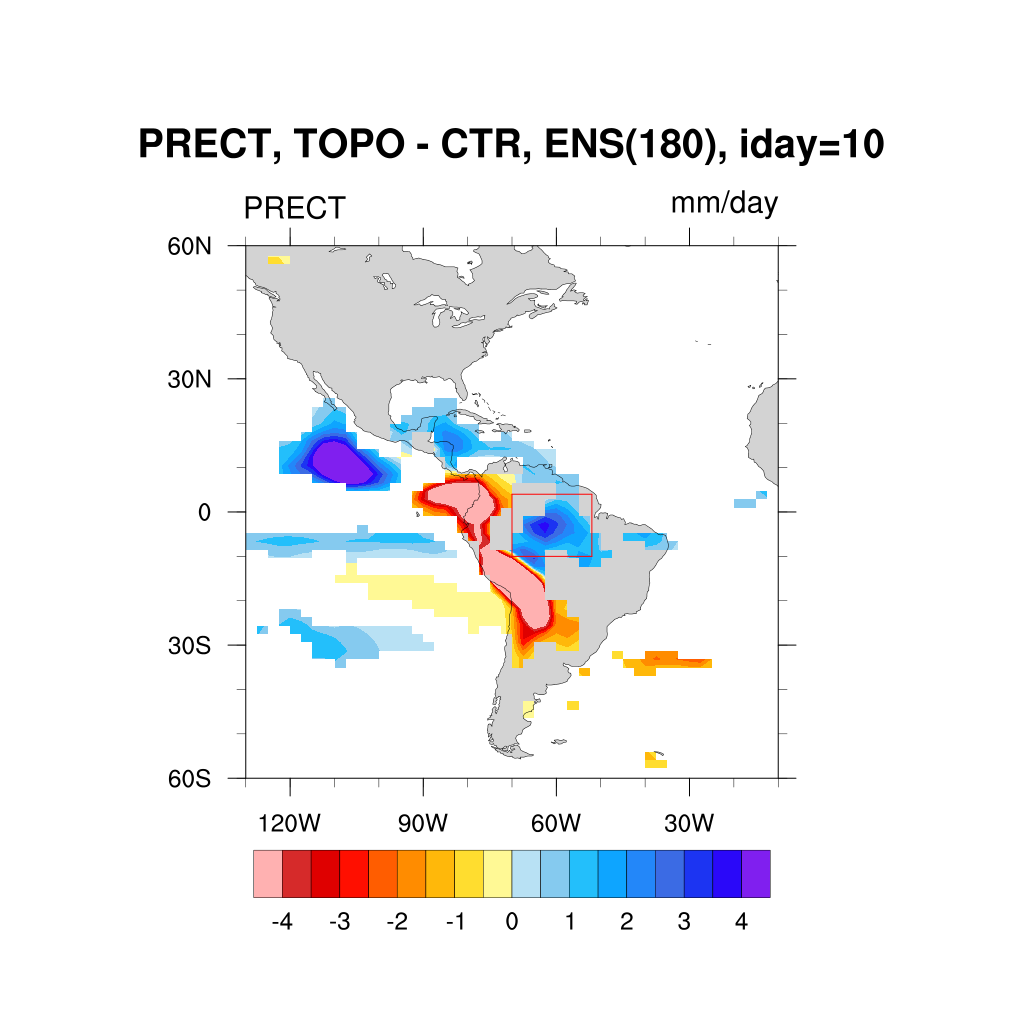 PRECT, TOPO - CTR, ENS(180), iday=10
PRECT mm/day
60N
30N
0
30S
60S
120W 90W 60W 30W
-4 -3 -2 -1 0 1 2 3 4